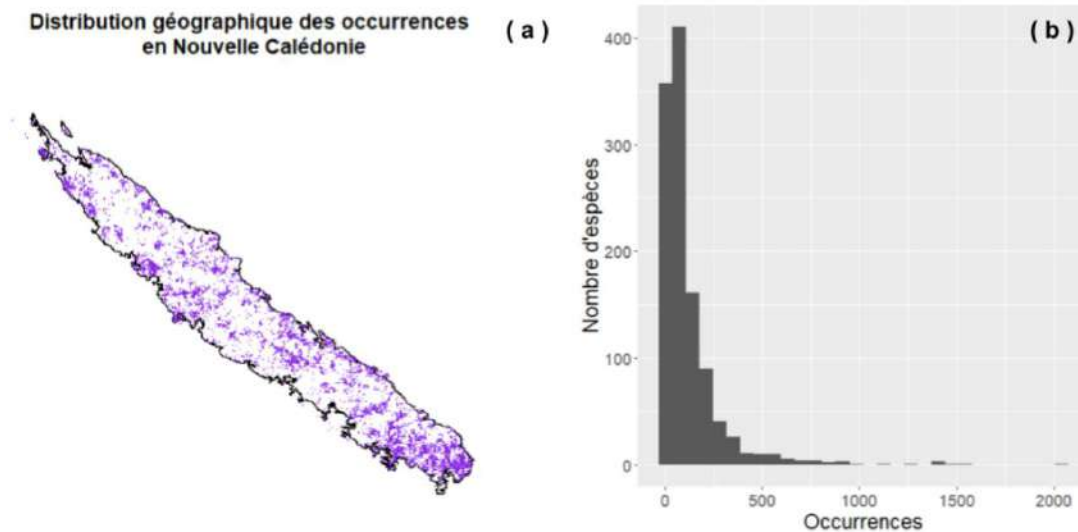 Distribution géographique des occurrences
en Nouvelle Calédonie
( a )
( b )
Nombre d'espèces
400
300
200
100
0
0 500 1000 1500 2000
Occurrences